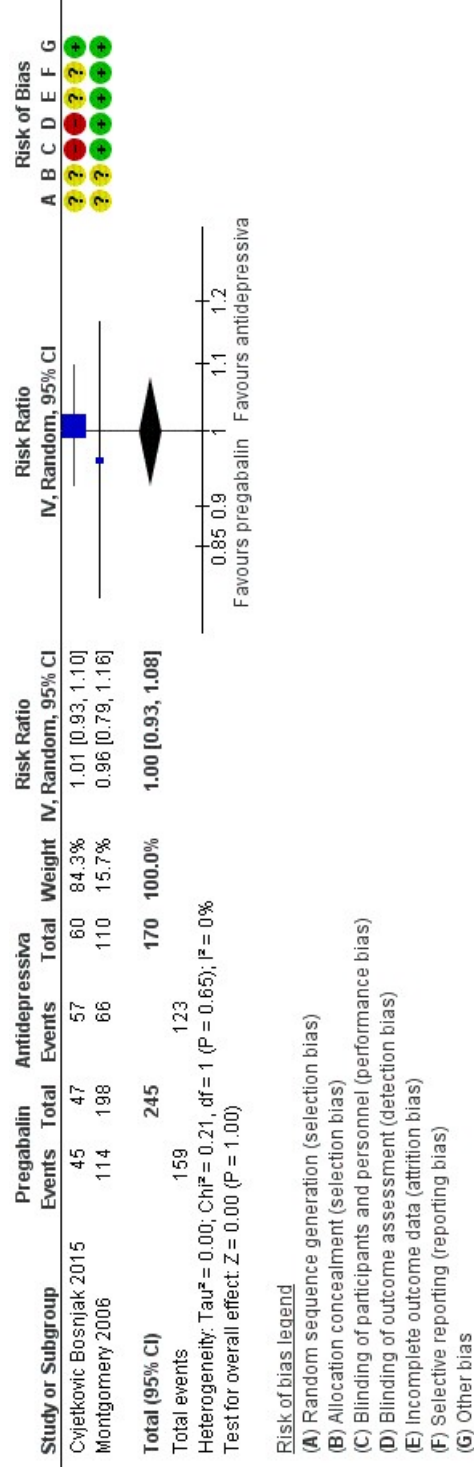 Pregabalin Antidepressiva Risk Ratio Risk Ratio Risk of Bias
Study or Subgroup Events Total Events Total Weight IV, Random, 95% CI IV, Random, 95% CI A B C D E F G
Cvjetkovic Bosnjak 2015 45 47 57 60 84.3% 1.01 [0.93, 1.10] ? ? - - ? ? +
Montgomery 2006 114 198 66 110 15.7% 0.96 [0.79, 1.16] ? ? + + + + +
Total (95% CI) 245 170 100.0% 1.00 [0.93, 1.08]
Total events 159 123
Heterogeneity: Tau² = 0.00; Chi² = 0.21, df = 1 (P = 0.65); I² = 0%
Test for overall effect: Z = 0.00 (P = 1.00)
0.85 0.9 1 1.1 1.2
Favours pregabalin Favours antidepressiva
Risk of bias legend
(A) Random sequence generation (selection bias)
(B) Allocation concealment (selection bias)
(C) Blinding of participants and personnel (performance bias)
(D) Blinding of outcome assessment (detection bias)
(E) Incomplete outcome data (attrition bias)
(F) Selective reporting (reporting bias)
(G) Other bias